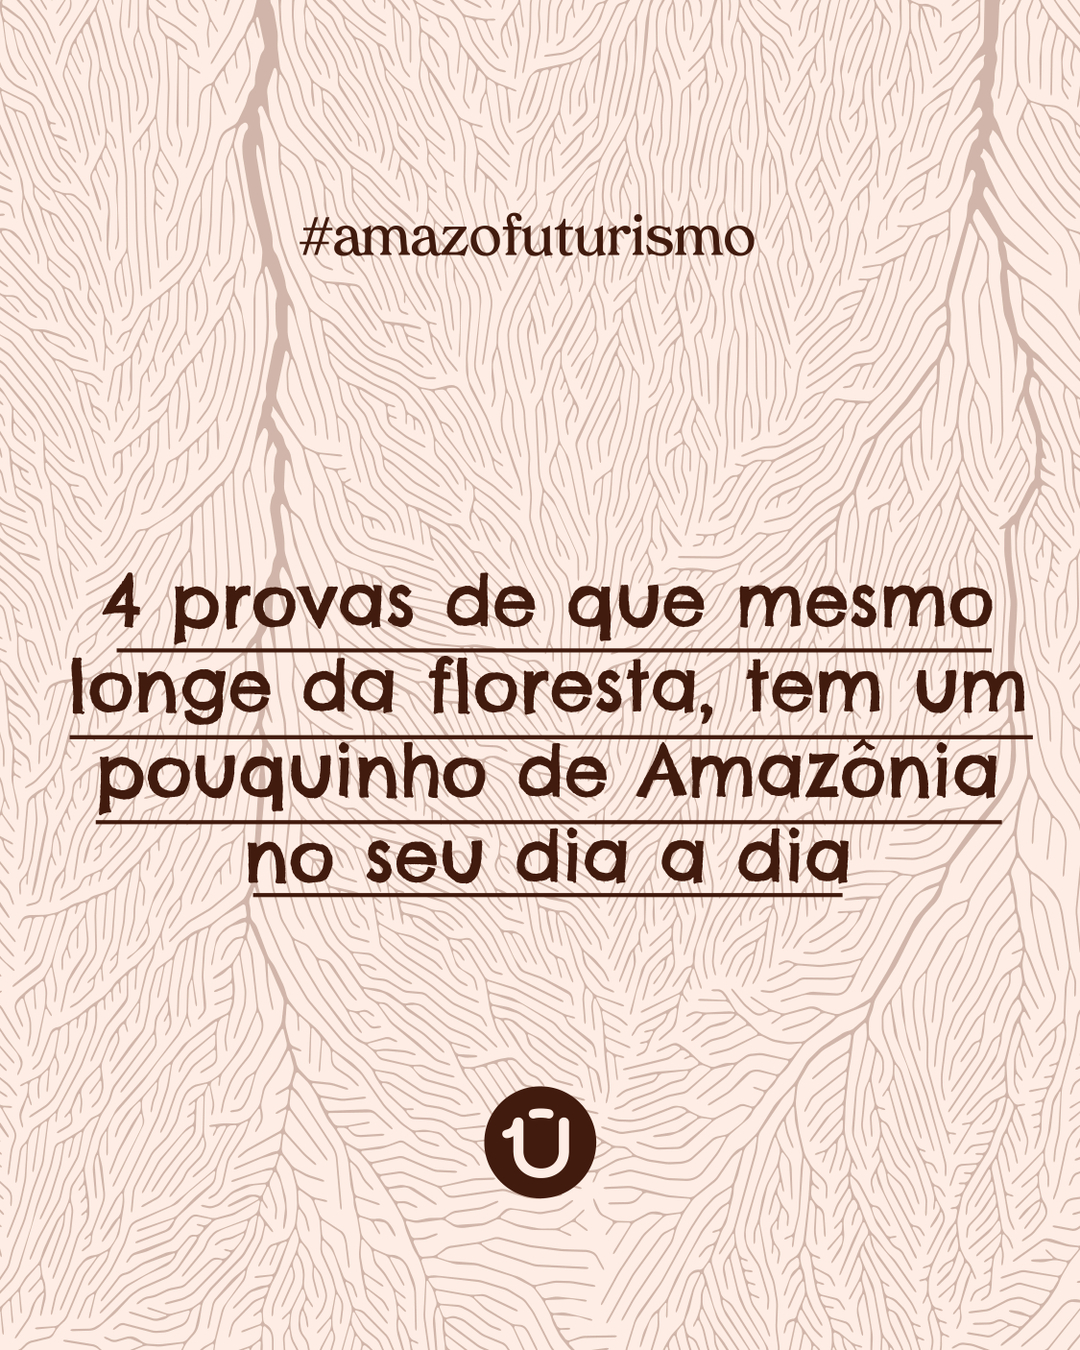 #amazofuturismo
4 provas de que mesmo
longe da floresta, tem um
pouquinho de Amazônia
no seu dia a dia